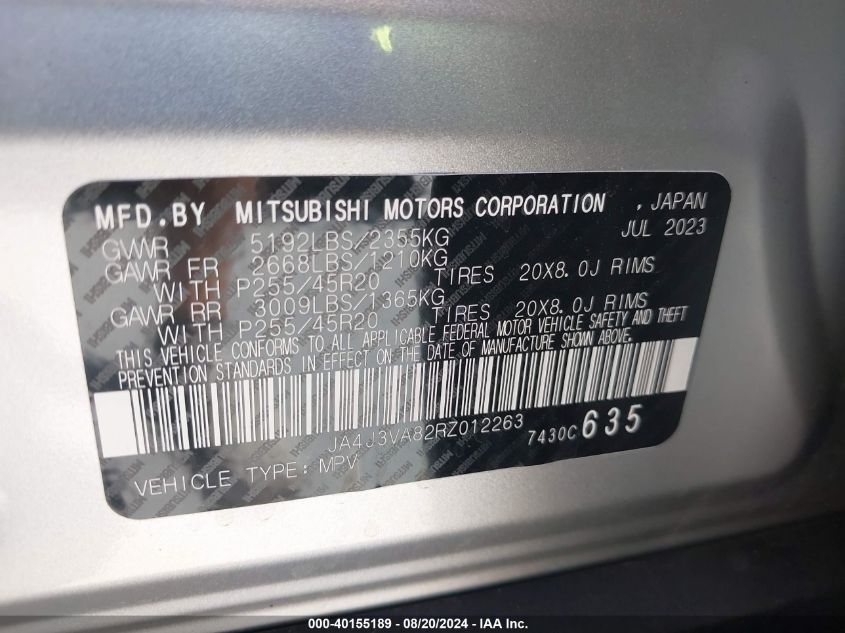 MFD.BY MITSUBISHI MOTORS CORPORATION , JAPAN
JUL 2023
GVWR 5192LBS/2355KG
GAWR FR 2668LBS/1210KG
WITH P255/45R20 TIRES 20X8.0J RIMS
GAWR RR 3009LBS/1365KG
WITH P255/45R20 TIRES 20X8.0J RIMS
THIS VEHICLE CONFORMS TO ALL APPLICABLE FEDERAL MOTOR VEHICLE SAFETY AND THEFT
PREVENTION STANDARDS IN EFFECT ON THE DATE OF MANUFACTURE SHOWN ABOVE.
JA4J3VA82RZ012263
7430C 635
VEHICLE TYPE: MPV
000-40155189 - 08/20/2024 - IAA Inc.